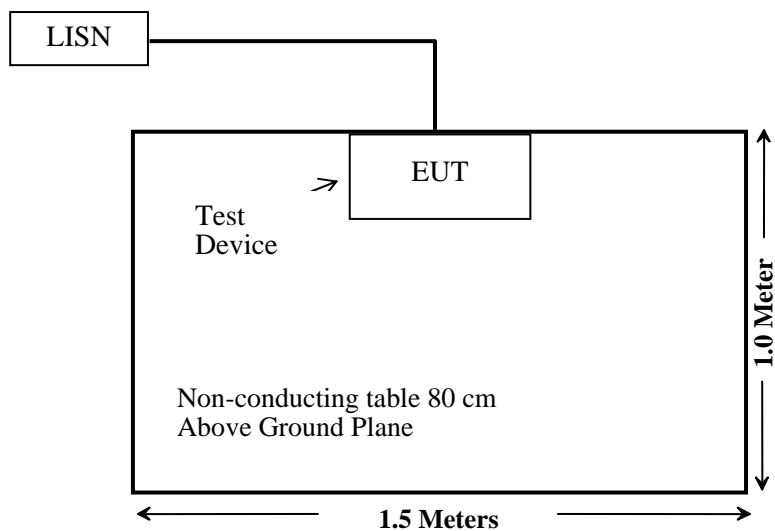 LISN
EUT
Test
Device
1.0 Meter
Non-conducting table 80 cm
Above Ground Plane
1.5 Meters